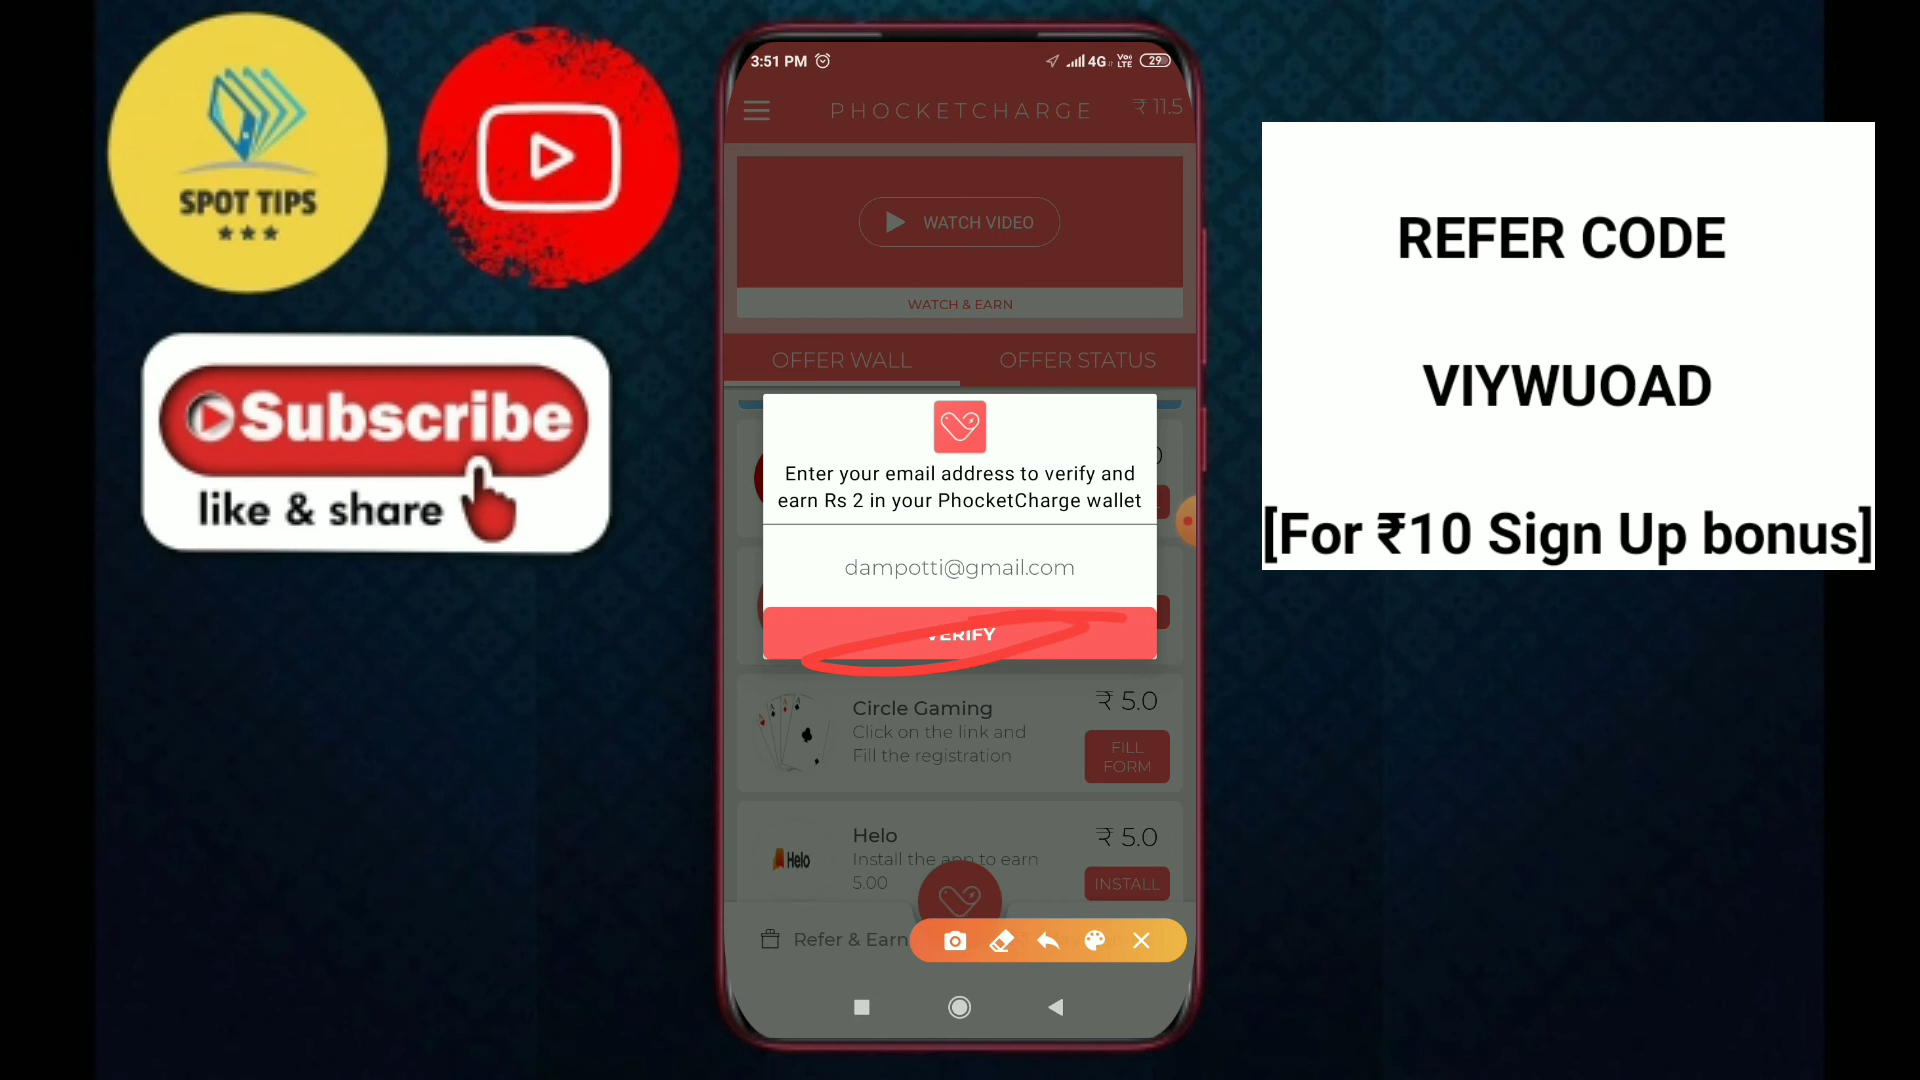 SPOT TIPS
Subscribe
like & share
3:51 PM
4G
Vo)
LTE
29
PHOCKETCHARGE
₹ 11.5
WATCH VIDEO
WATCH & EARN
OFFER WALL
OFFER STATUS
Enter your email address to verify and
earn Rs 2 in your PhocketCharge wallet
dampotti@gmail.com
VERIFY
Circle Gaming
Click on the link and
Fill the registration
₹ 5.0
FILL
FORM
Helo
Helo
Install the app to earn
5.00
₹ 5.0
INSTALL
Refer & Earn
REFER CODE
VIYWUOAD
[For ₹10 Sign Up bonus]